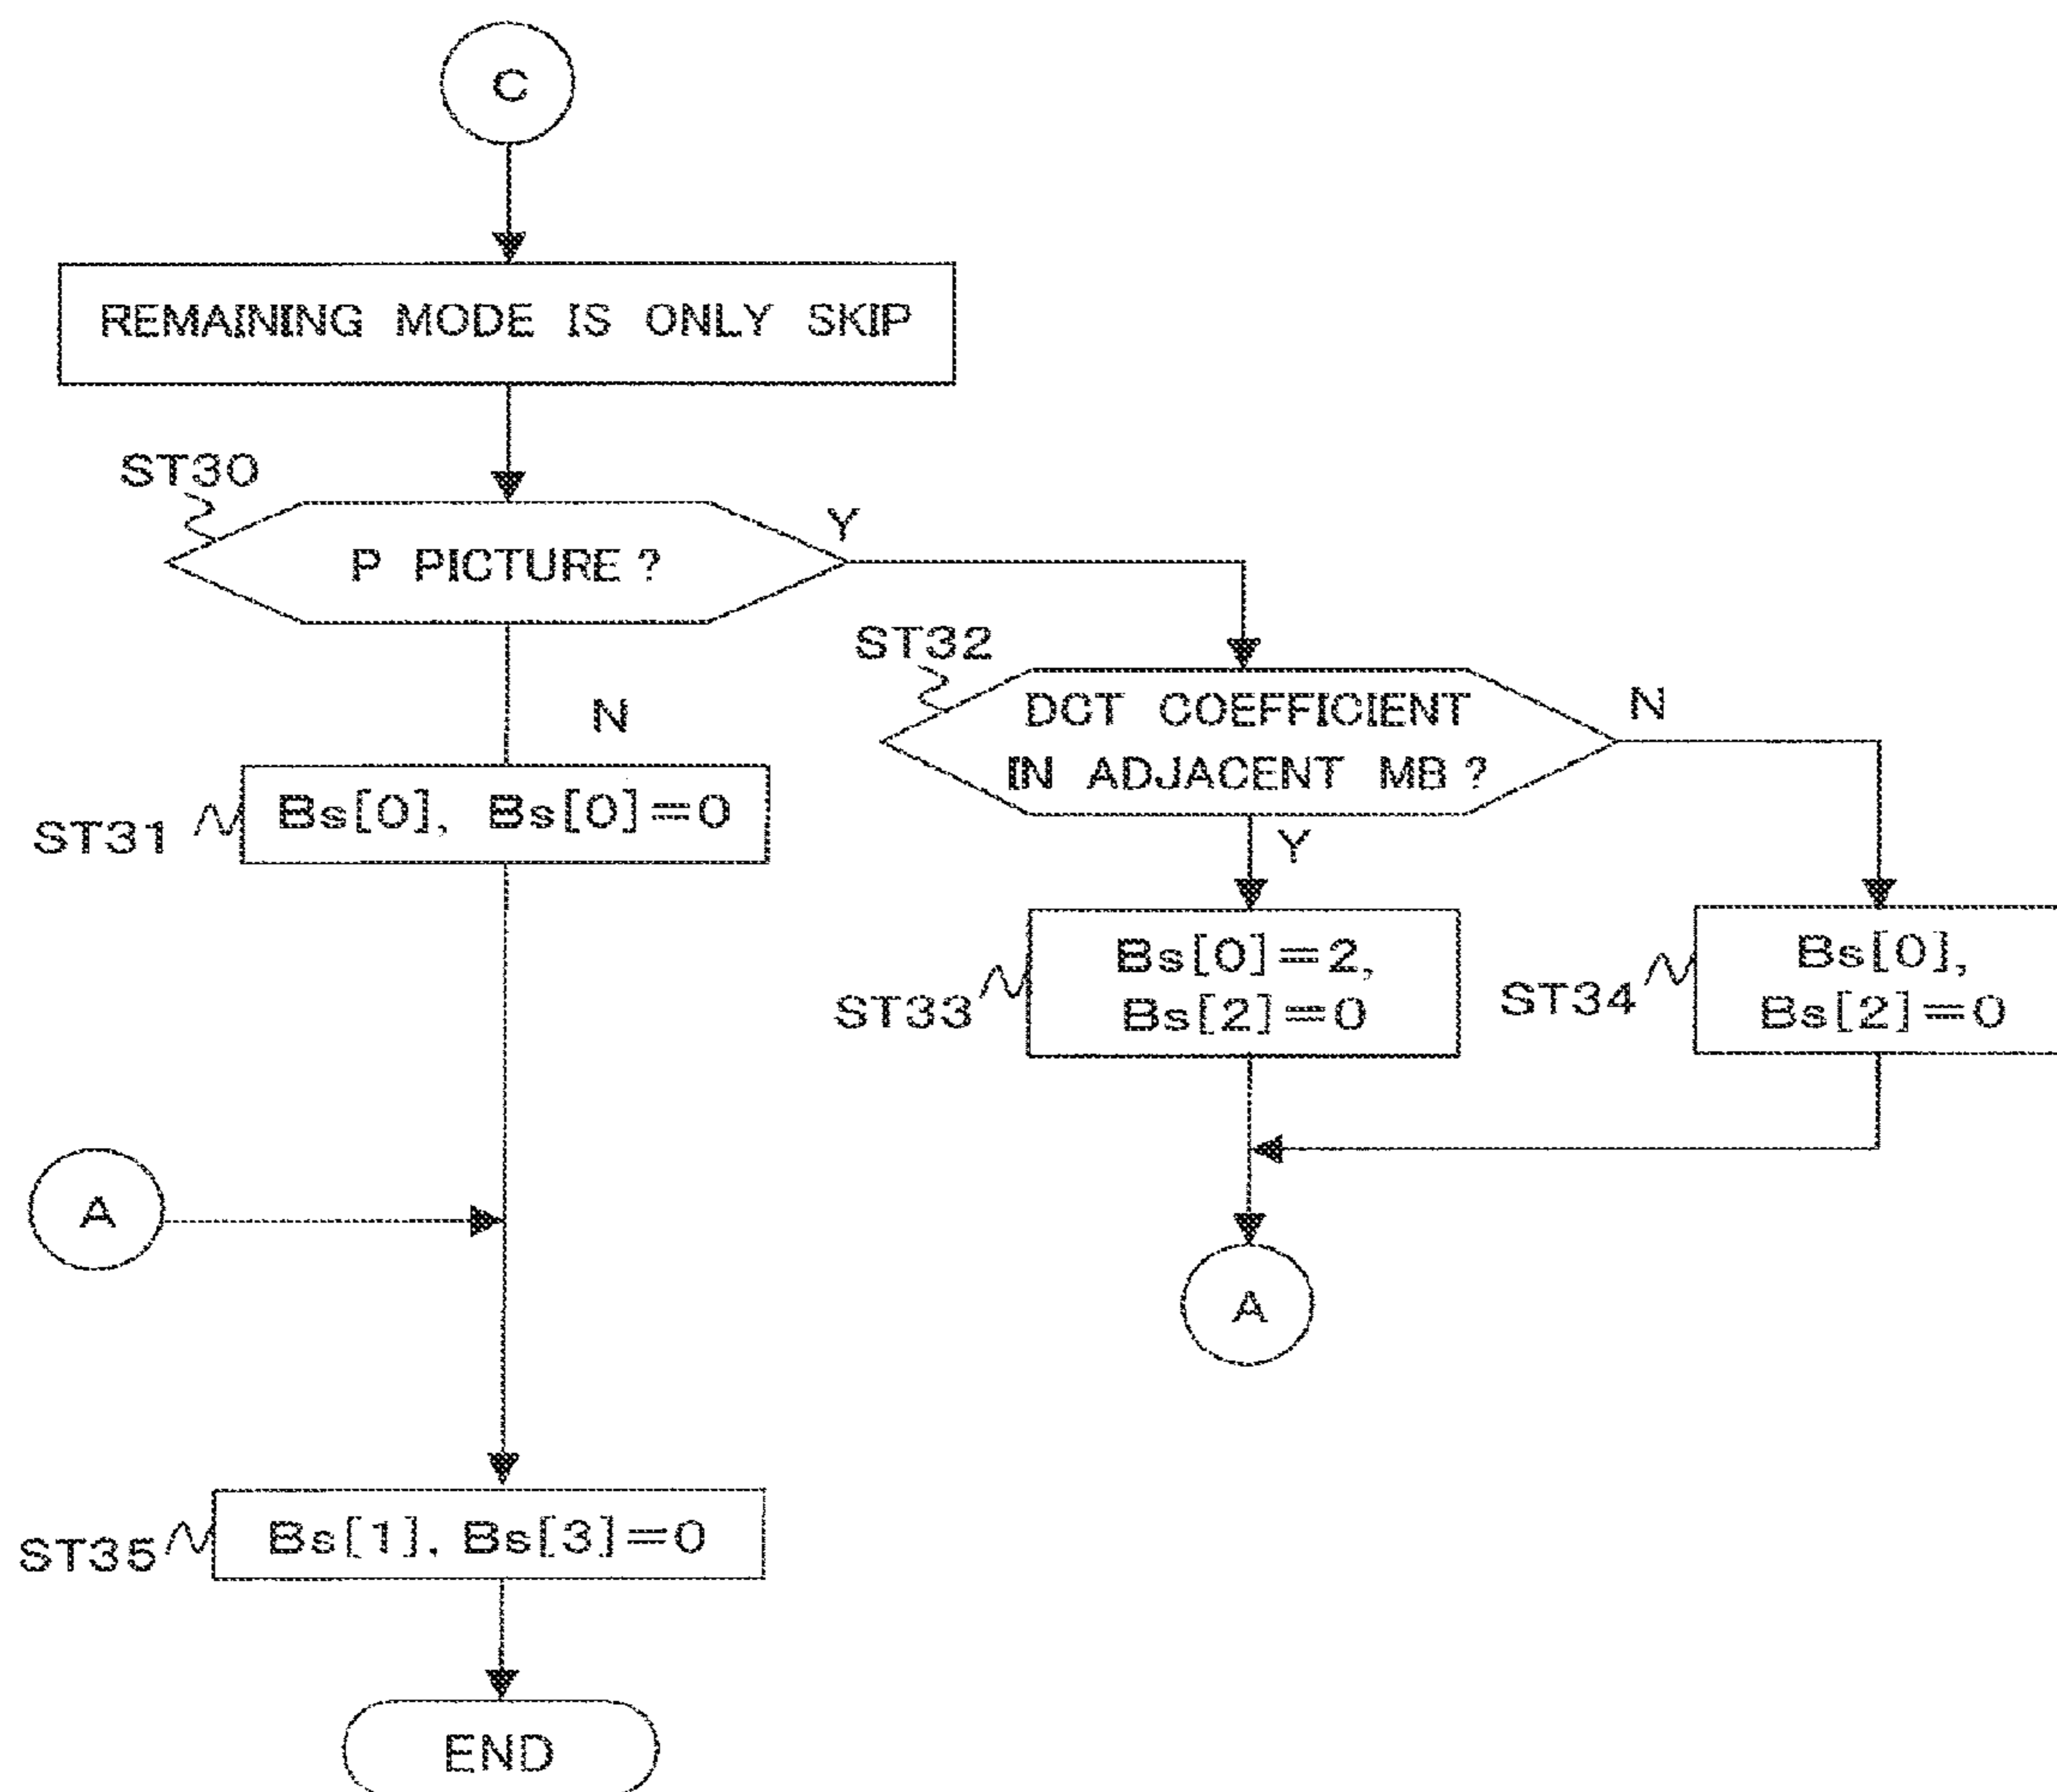 C
REMAINING MODE IS ONLY SKIP
ST30
P PICTURE ?
Y
N
ST31
Bs[0], Bs[0]=0
ST32
DCT COEFFICIENT
IN ADJACENT MB ?
N
Y
ST33
Bs[0]=2,
Bs[2]=0
ST34
Bs[0],
Bs[2]=0
A
A
ST35
Bs[1], Bs[3]=0
END